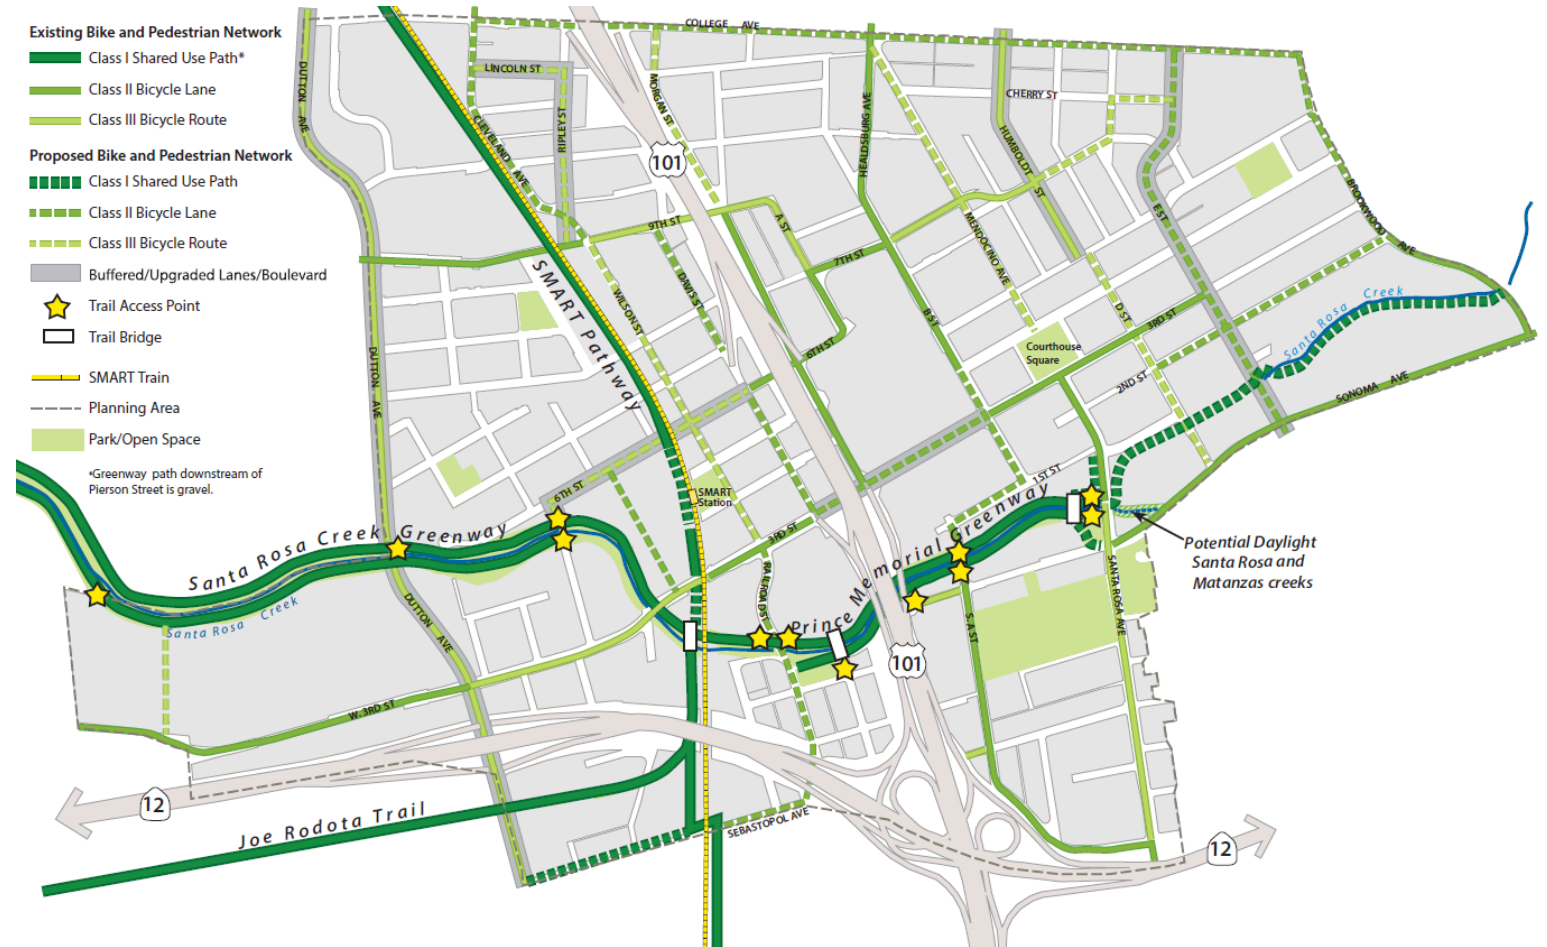 Existing Bike and Pedestrian Network
Class I Shared Use Path*
Class II Bicycle Lane
Class III Bicycle Route
Proposed Bike and Pedestrian Network
Class I Shared Use Path
Class II Bicycle Lane
Class III Bicycle Route
Buffered/Upgraded Lanes/Boulevard
Trail Access Point
Trail Bridge
SMART Train
Planning Area
Park/Open Space
*Greenway path downstream of
Pierson Street is gravel.
COLLEGE AVE
DUTTON AVE
LINCOLN ST
RIPLEY ST
CLEVELAND AVE
MORGAN ST
101
HEALDSBURG AVE
CHERRY ST
HUMBOLDT ST
E ST
BROOKWOOD AVE
9TH ST
A ST
7TH ST
MENDOCINO AVE
SMART Pathway
WILSON ST
DAVIS ST
B ST
D ST
3RD ST
Santa Rosa Creek
6TH ST
Courthouse
Square
2ND ST
SONOMA AVE
DUTTON AVE
6TH ST
SMART
Station
1ST ST
3RD ST
Santa Rosa Creek Greenway
Santa Rosa Creek
Prince Memorial Greenway
RAILROAD ST
Potential Daylight
Santa Rosa and
Matanzas creeks
DUTTON AVE
S. A ST
SANTA ROSA AVE
101
W. 3RD ST
12
Joe Rodota Trail
SEBASTOPOL AVE
12